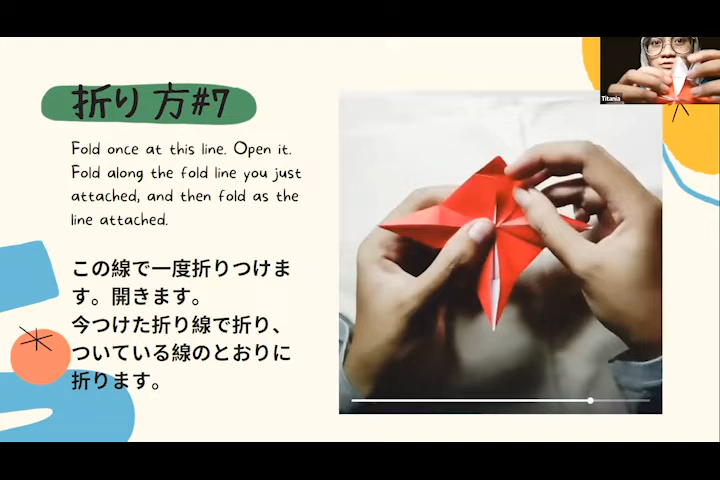 折り方#7
Fold once at this line. Open it.
Fold along the fold line you just
attached, and then fold as the
line attached.
この線で一度折りつけま
す。開きます。
今つけた折り線で折り、
ついている線のとおりに
折ります。
Titania